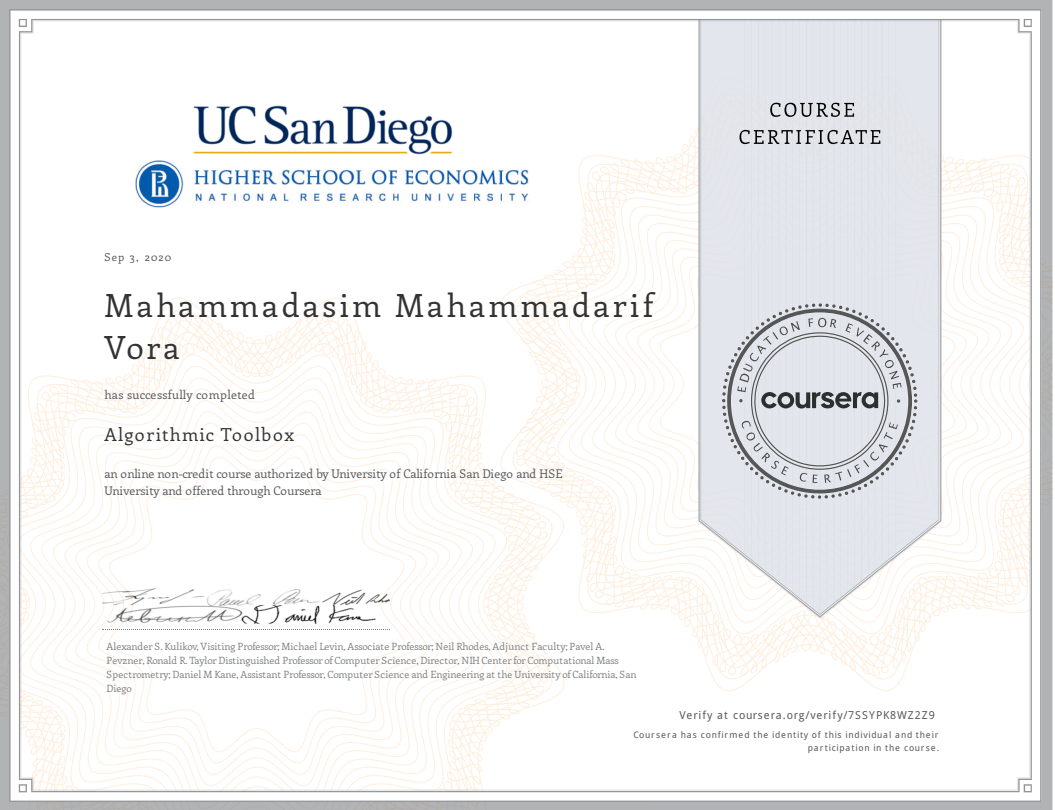 UC San Diego
HIGHER SCHOOL OF ECONOMICS
NATIONAL RESEARCH UNIVERSITY
COURSE
CERTIFICATE
Sep 3, 2020
Mahammadasim Mahammadarif
Vora
has successfully completed
Algorithmic Toolbox
an online non-credit course authorized by University of California San Diego and HSE
University and offered through Coursera
EDUCATION FOR EVERYONE
coursera
COURSE CERTIFICATE
Alexander S. Kulikov, Visiting Professor; Michael Levin, Associate Professor; Neil Rhodes, Adjunct Faculty; Pavel A.
Pevzner, Ronald R. Taylor Distinguished Professor of Computer Science, Director, NIH Center for Computational Mass
Spectrometry; Daniel M Kane, Assistant Professor, Computer Science and Engineering at the University of California, San
Diego
Verify at coursera.org/verify/7SSYPK8WZ2Z9
Coursera has confirmed the identity of this individual and their
participation in the course.